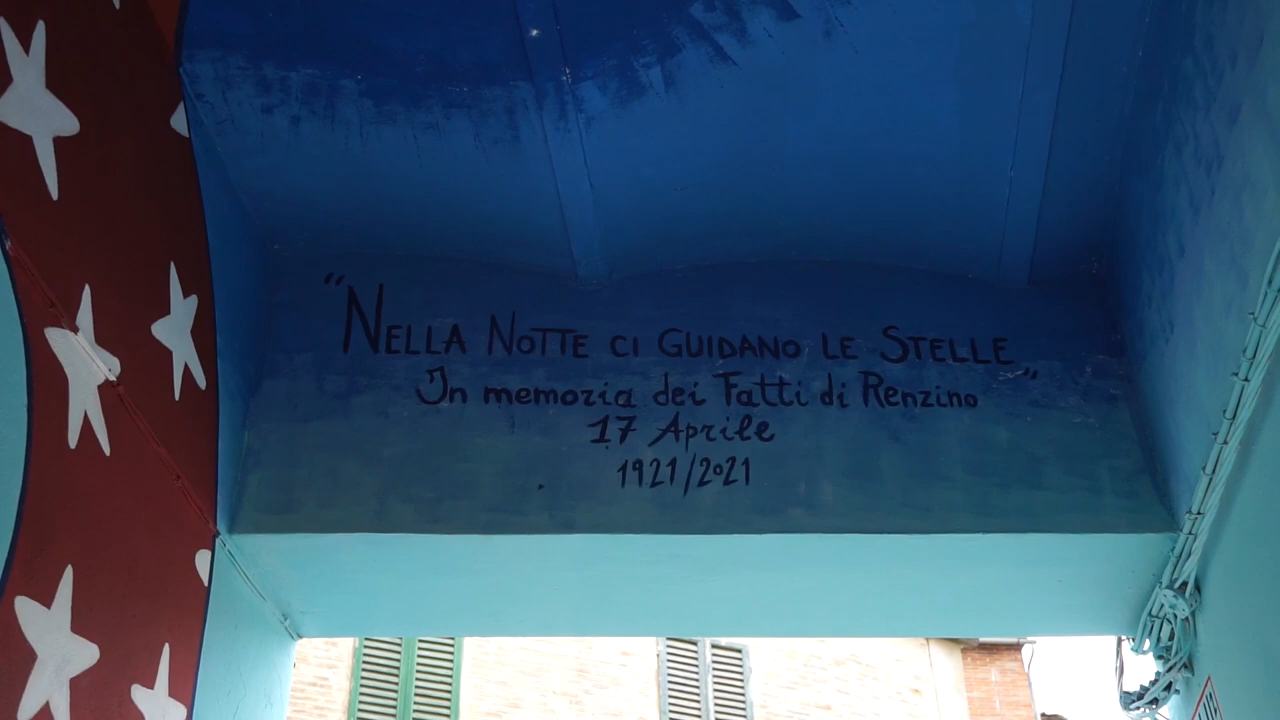 "NELLA NOTTE CI GUIDANO LE STELLE"
In memoria dei Fatti di Renzino
17 Aprile
1921/2021